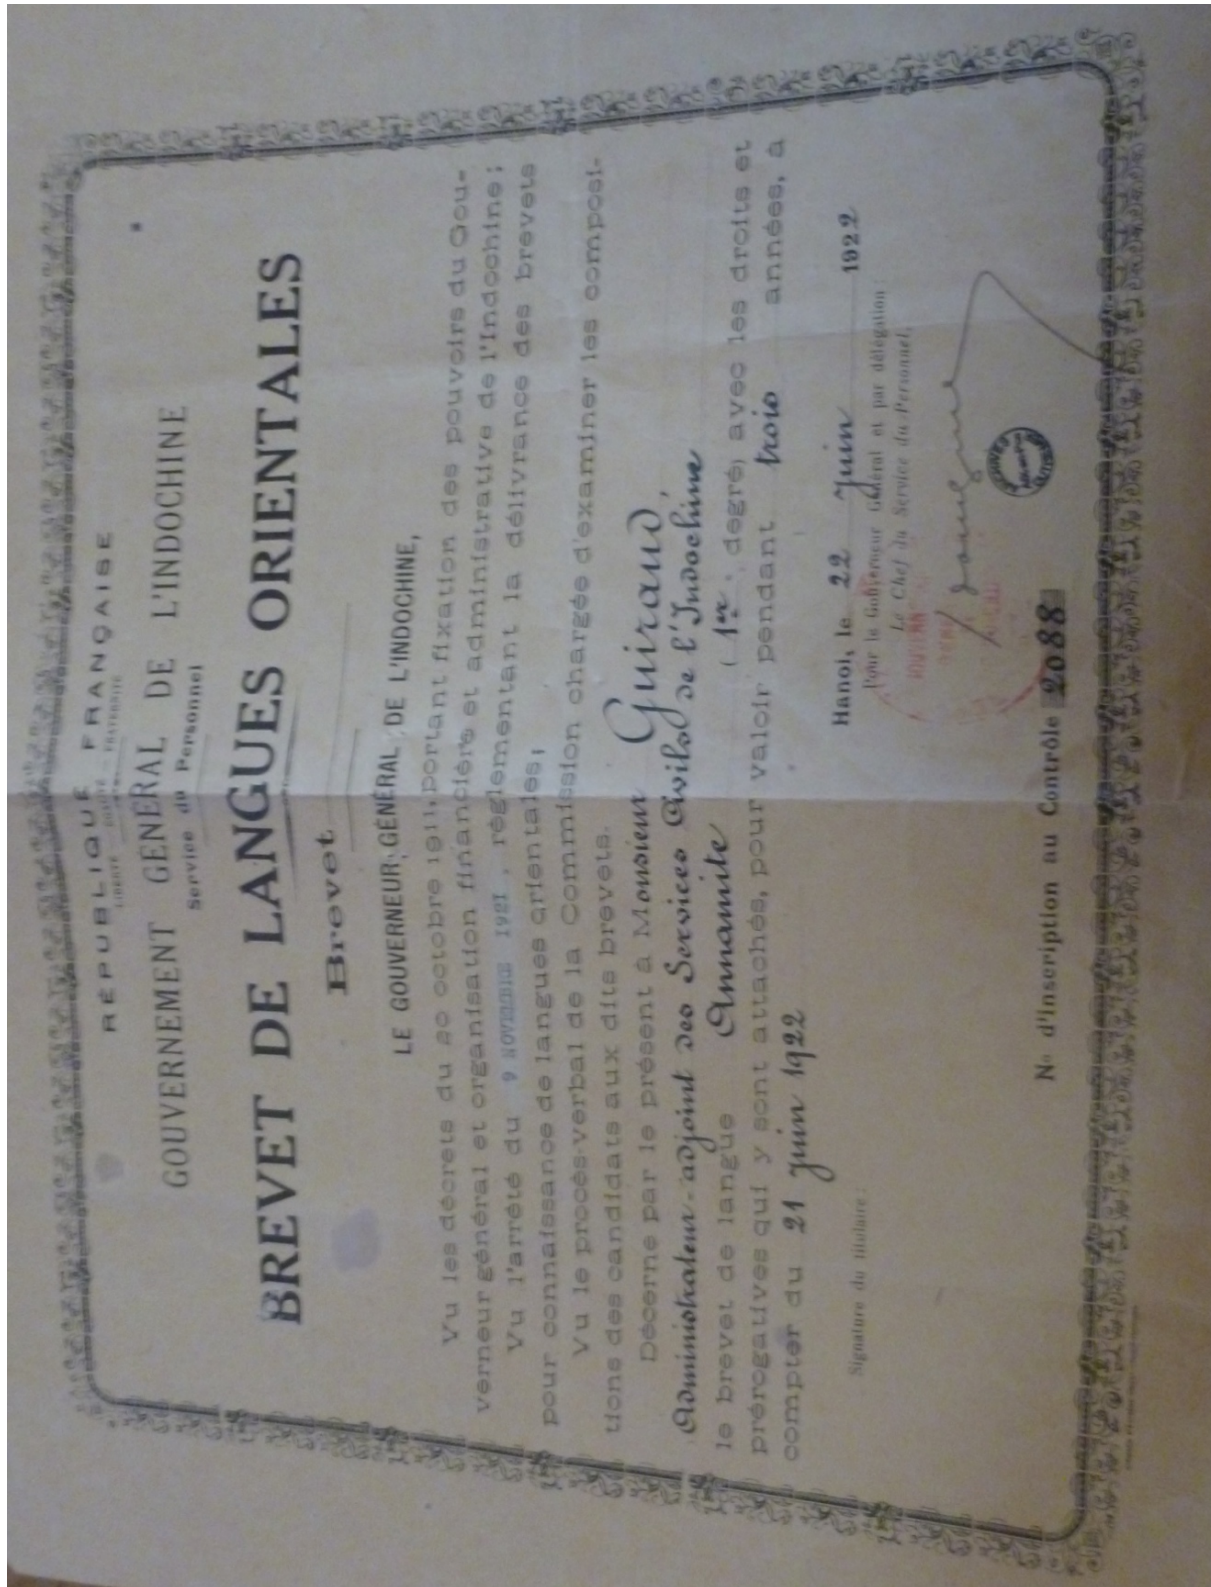 RÉPUBLIQUE FRANÇAISE
LIBERTÉ - ÉGALITÉ - FRATERNITÉ
GOUVERNEMENT GÉNÉRAL DE L'INDOCHINE
Service du Personnel
BREVET DE LANGUES ORIENTALES
Brevet
LE GOUVERNEUR GÉNÉRAL DE L'INDOCHINE,
Vu les décrets du 20 octobre 1911, portant fixation des pouvoirs du Gou-
verneur général et organisation financière et administrative de l'Indochine;
Vu l'arrêté du 9 NOVEMBRE 1921, réglementant la délivrance des brevets
pour connaissance de langues orientales;
Vu le procès-verbal de la Commission chargée d'examiner les composi-
tions des candidats aux dits brevets.
Décerne par le présent à Monsieur Guiraud,
Administrateur-adjoint des Services Civils de l'Indochine
le brevet de langue Annamite (1er. degré) avec les droits et
prérogatives qui y sont attachés, pour valoir pendant trois années, à
compter du 21 Juin 1922
Hanoi, le 22 Juin 1922
Pour le Gouverneur Général et par délégation:
Le Chef du Service du Personnel,
Signature du titulaire:
No d'Inscription au Contrôle 2088